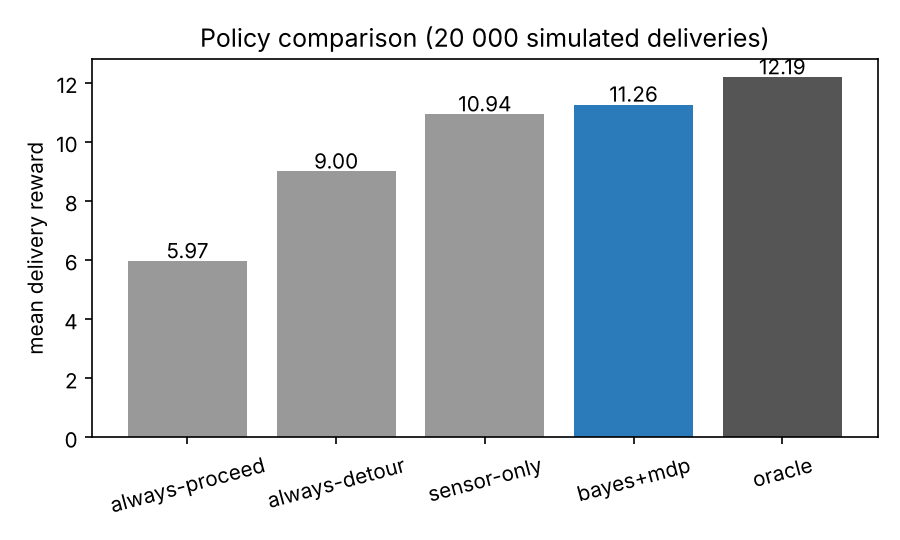 Policy comparison (20 000 simulated deliveries)
mean delivery reward
12
10
8
6
4
2
0
5.97
9.00
10.94
11.26
12.19
always-proceed
always-detour
sensor-only
bayes+mdp
oracle